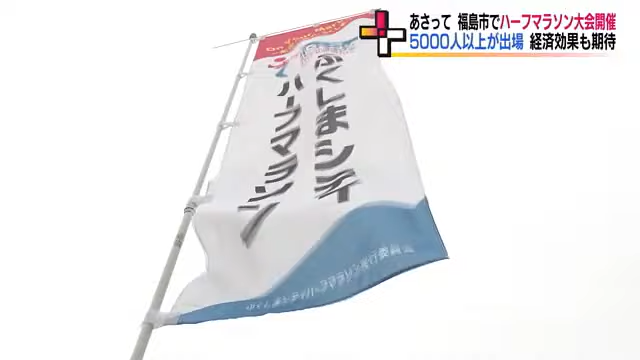 あさって 福島市でハーフマラソン大会開催
5000人以上が出場 経済効果も期待
ふくしまシティ
ハーフマラソン